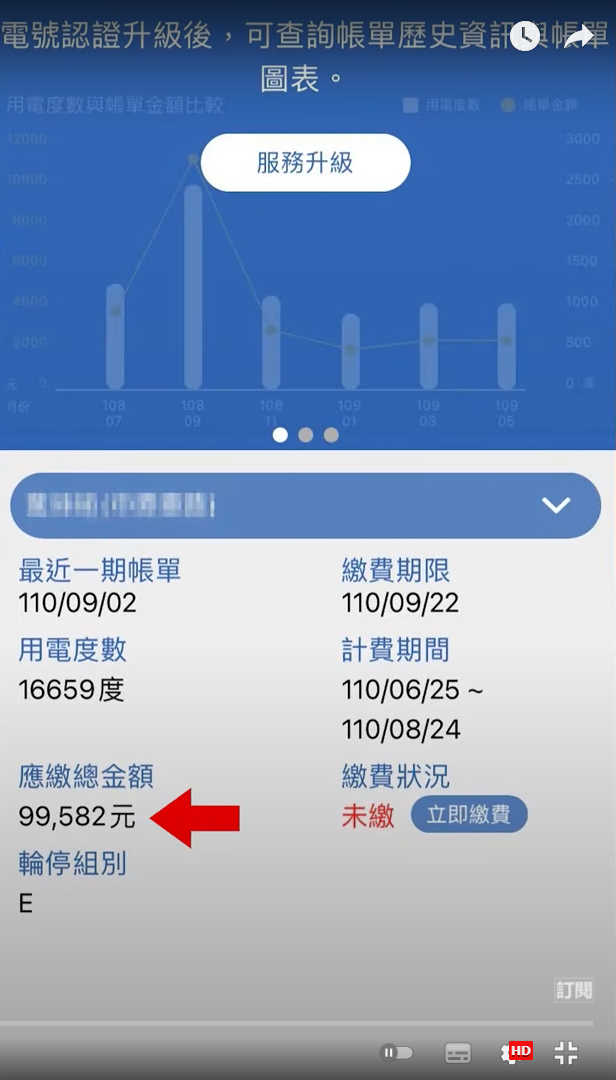 電號認證升級後，可查詢帳單歷史資訊與帳單
圖表。
用電度數與帳單金額比較
用電度數
帳單金額
服務升級
12000
3000
10000
2500
8000
2000
6000
1500
4000
1000
2000
500
元 0
0 度
月份
108
07
108
09
108
11
109
01
109
03
109
05
最近一期帳單
110/09/02
繳費期限
110/09/22
用電度數
16659度
計費期間
110/06/25 ~
110/08/24
應繳總金額
99,582元
繳費狀況
未繳
立即繳費
輪停組別
E
訂閱
HD